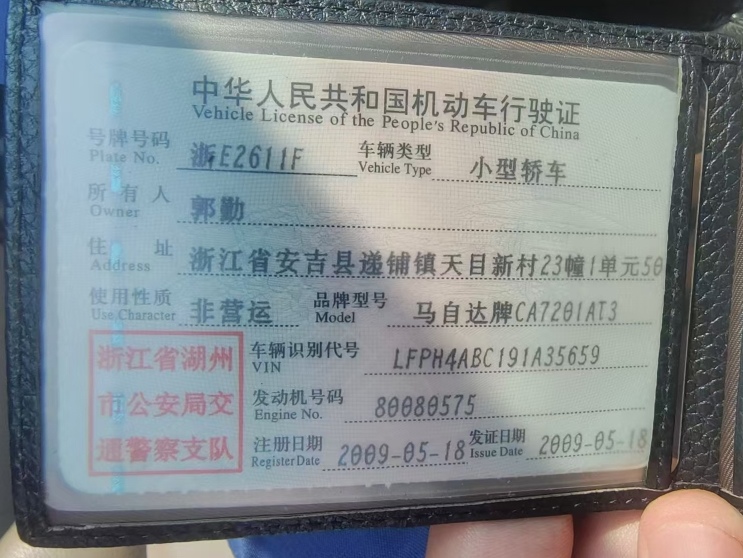 中华人民共和国机动车行驶证
Vehicle License of the People's Republic of China
号牌号码 浙E2611F 车辆类型 小型轿车
Plate No. Vehicle Type
所有人 郭勤
Owner
住址 浙江省安吉县递铺镇天目新村23幢1单元50
Address
使用性质 非营运 品牌型号 马自达牌CA7201AT3
Use Character Model
浙江省湖州 车辆识别代号 LFPH4ABC191A35659
VIN
市公安局交 发动机号码 80080575
Engine No.
通警察支队 注册日期 2009-05-18 发证日期 2009-05-18
Register Date Issue Date